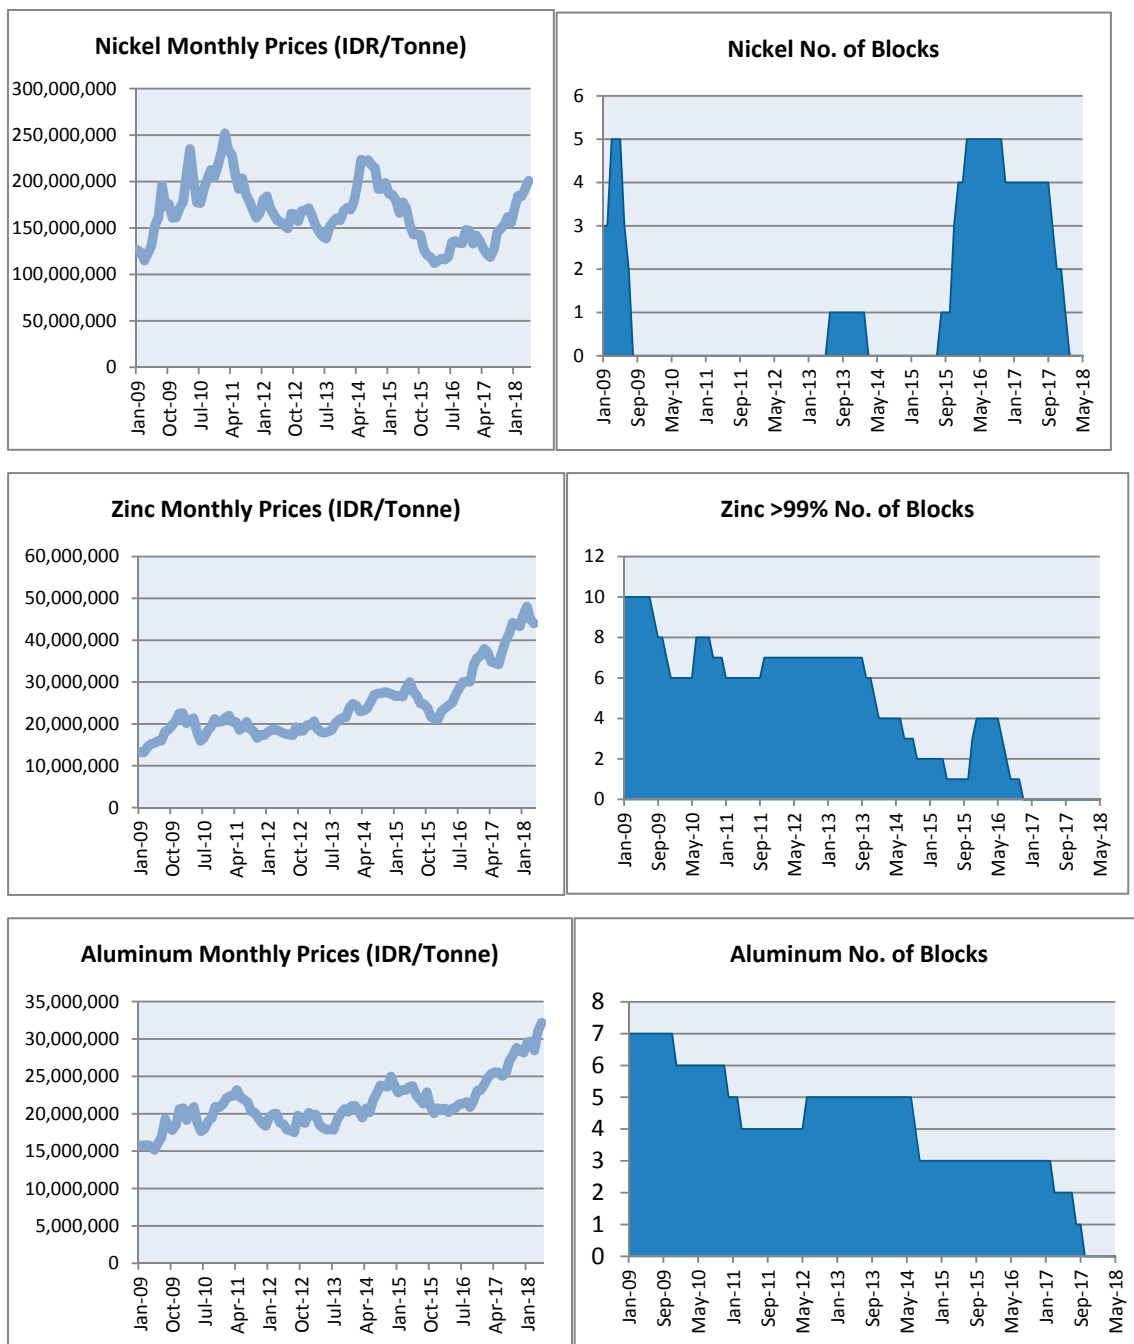 Nickel Monthly Prices (IDR/Tonne)
300,000,000
250,000,000
200,000,000
150,000,000
100,000,000
50,000,000
0
Jan-09
Oct-09
Jul-10
Apr-11
Jan-12
Oct-12
Jul-13
Apr-14
Jan-15
Oct-15
Jul-16
Apr-17
Jan-18
Nickel No. of Blocks
6
5
4
3
2
1
0
Jan-09
Sep-09
May-10
Jan-11
Sep-11
May-12
Jan-13
Sep-13
May-14
Jan-15
Sep-15
May-16
Jan-17
Sep-17
May-18
Zinc Monthly Prices (IDR/Tonne)
60,000,000
50,000,000
40,000,000
30,000,000
20,000,000
10,000,000
0
Jan-09
Oct-09
Jul-10
Apr-11
Jan-12
Oct-12
Jul-13
Apr-14
Jan-15
Oct-15
Jul-16
Apr-17
Jan-18
Zinc >99% No. of Blocks
12
10
8
6
4
2
0
Jan-09
Sep-09
May-10
Jan-11
Sep-11
May-12
Jan-13
Sep-13
May-14
Jan-15
Sep-15
May-16
Jan-17
Sep-17
May-18
Aluminum Monthly Prices (IDR/Tonne)
35,000,000
30,000,000
25,000,000
20,000,000
15,000,000
10,000,000
5,000,000
0
Jan-09
Oct-09
Jul-10
Apr-11
Jan-12
Oct-12
Jul-13
Apr-14
Jan-15
Oct-15
Jul-16
Apr-17
Jan-18
Aluminum No. of Blocks
8
7
6
5
4
3
2
1
0
Jan-09
Sep-09
May-10
Jan-11
Sep-11
May-12
Jan-13
Sep-13
May-14
Jan-15
Sep-15
May-16
Jan-17
Sep-17
May-18